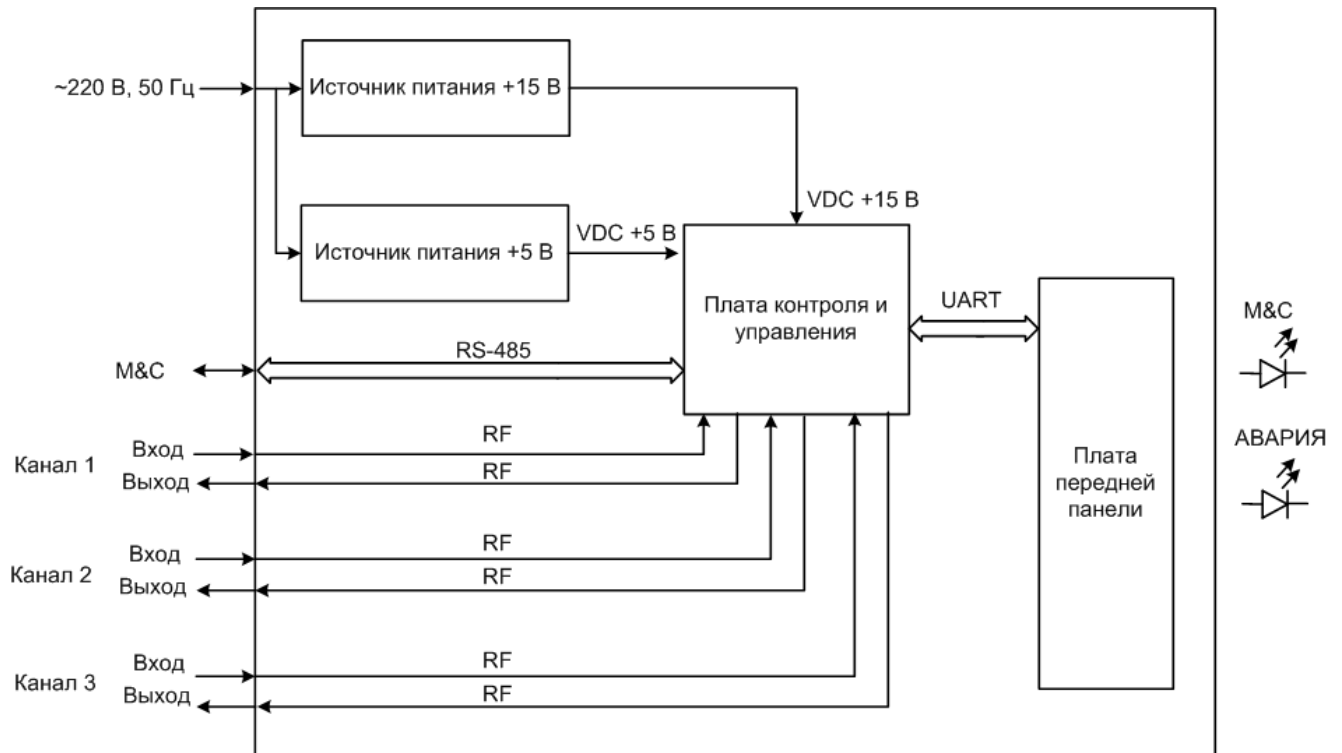 ~220 В, 50 Гц
Источник питания +15 В
VDC +15 В
Источник питания +5 В
VDC +5 В
Плата контроля и
управления
UART
M&C
RS-485
M&C
АВАРИЯ
Плата
передней
панели
Канал 1
Вход
RF
Выход
RF
Канал 2
Вход
RF
Выход
RF
Канал 3
Вход
RF
Выход
RF